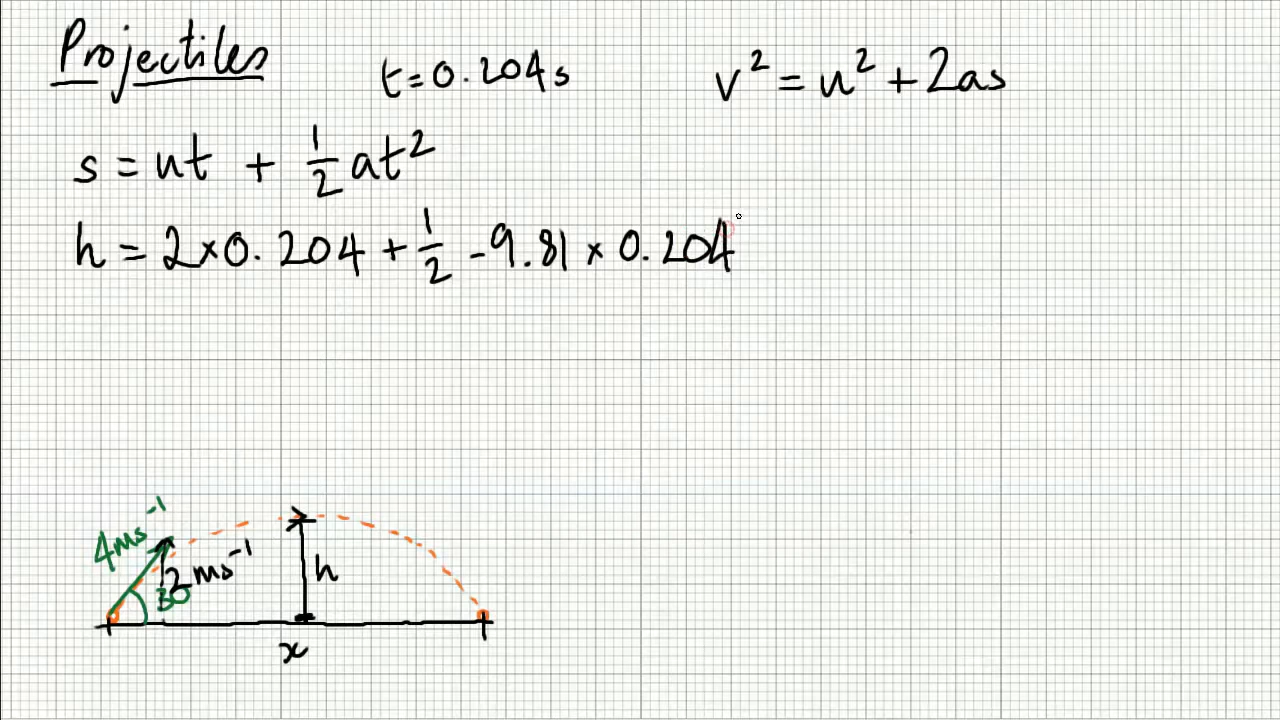 Projectiles
t = 0.204s
v² = u² + 2as
s = ut + ½at²
h = 2 × 0.204 + ½ -9.81 × 0.204
4ms⁻¹
2ms⁻¹
30
h
x